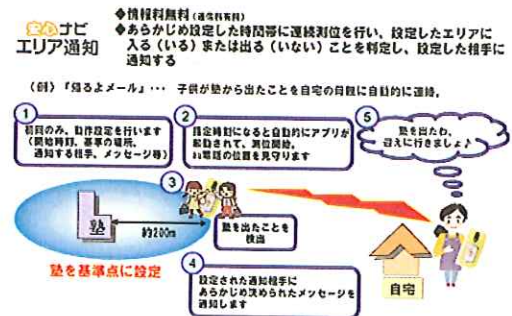 安心ナビ
エリア通知
◆情報料無料(通信料有料)
◆あらかじめ設定した時間帯に連続測位を行い、設定したエリアに
入る(いる)または出る(いない)ことを判定し、設定した相手に
通知する
(例)『帰るよメール』・・・ 子供が塾から出たことを自宅の母親に自動的に連絡。
1
初回のみ、動作設定を行います
(開始時刻、基準の場所、
通知する相手、メッセージ等)
2
指定時刻になると自動的にアプリが
起動されて、測位開始。
お電話の位置を見守ります
5
塾を出たわ、
迎えに行きましょ♪
3
塾
約200m
塾を出たことを
検出
塾を基準点に設定
4
設定された通知相手に
あらかじめ決められたメッセージを
通知します
自宅